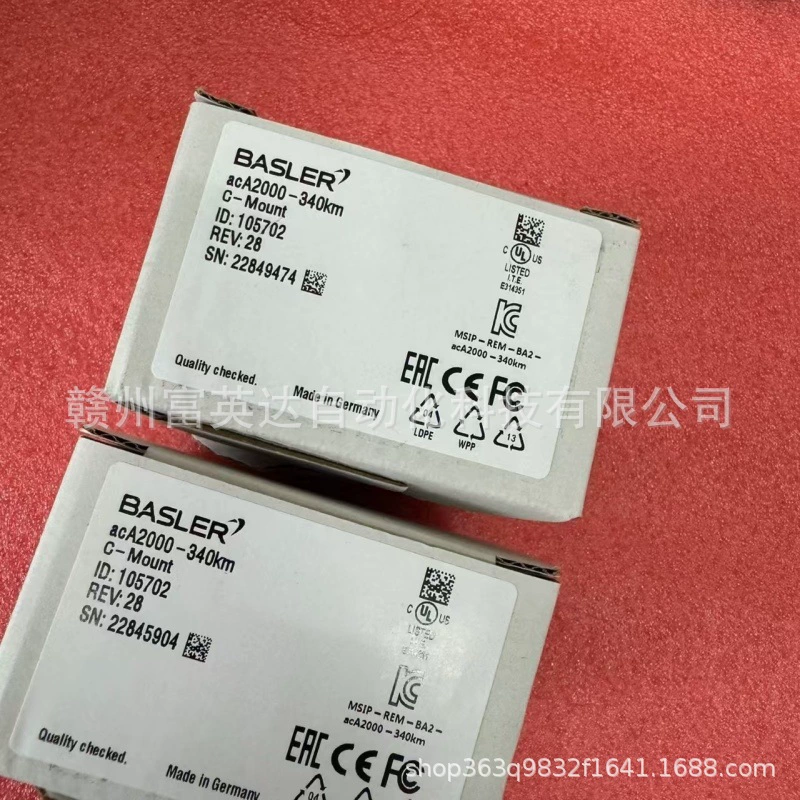 BASLER
acA2000-340km
C-Mount
ID: 105702
REV: 28
SN: 22849474
C UL US
LISTED
I.T.E
E314351
MSIP-REM-BA2-
acA2000-340km
Quality checked.
Made in Germany
EAC CE FC
04
LDPE
WPP
13
赣州富英达自动化科技有限公司
BASLER
acA2000-340km
C-Mount
ID: 105702
REV: 28
SN: 22845904
C UL US
LISTED
MSIP-REM-BA2-
acA2000-340km
Quality checked.
Made in Germany
EAC CE FC
04
shop363q9832f1641.1688.com